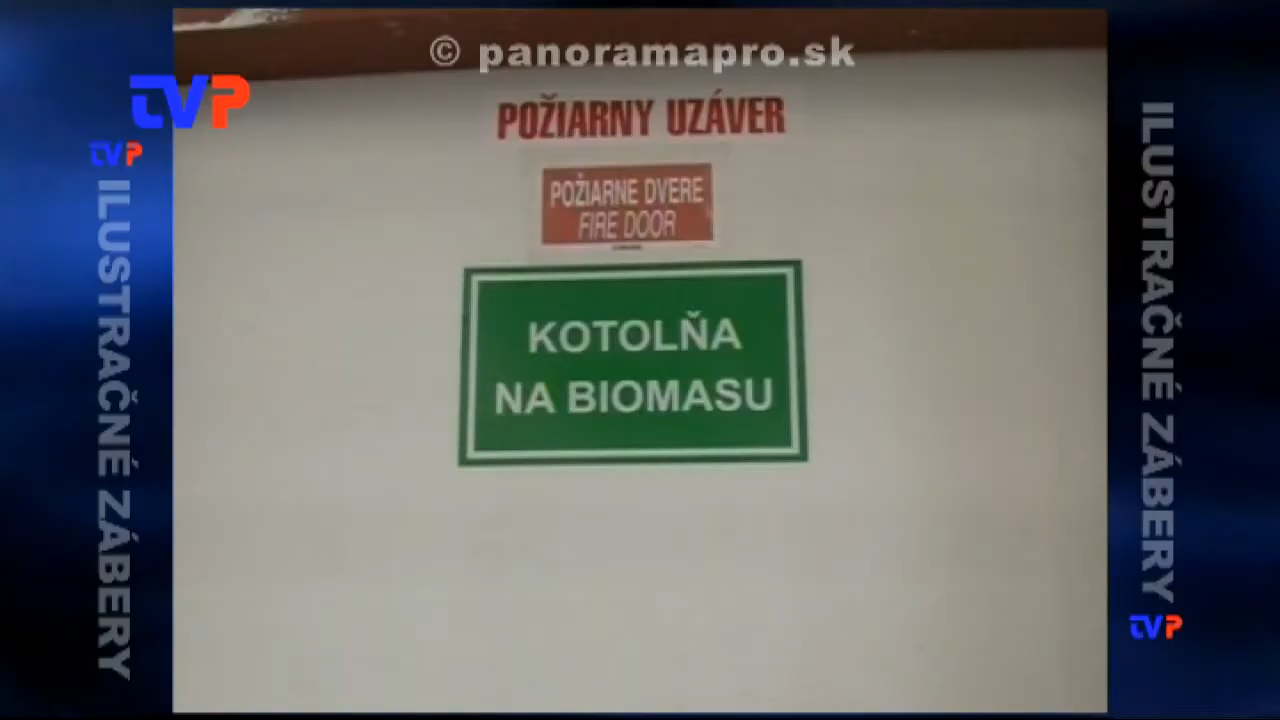 © panoramapro.sk
TVP
TVP
POŽIARNY UZÁVER
POŽIARNE DVERE
FIRE DOOR
KOTOLŇA
NA BIOMASU
ILUSTRAČNÉ ZÁBERY
ILUSTRAČNÉ ZÁBERY
TVP